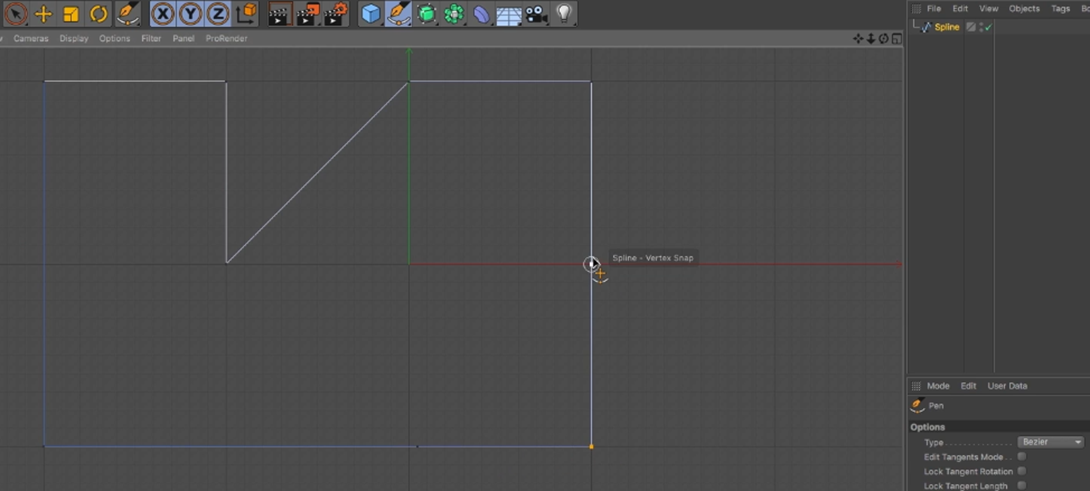 X Y Z
File Edit View Objects Tags
Cameras Display Options Filter Panel ProRender
Spline
Spline - Vertex Snap
Mode Edit User Data
Pen
Options
Type Bezier
Edit Tangents Mode
Lock Tangent Rotation
Lock Tangent Length